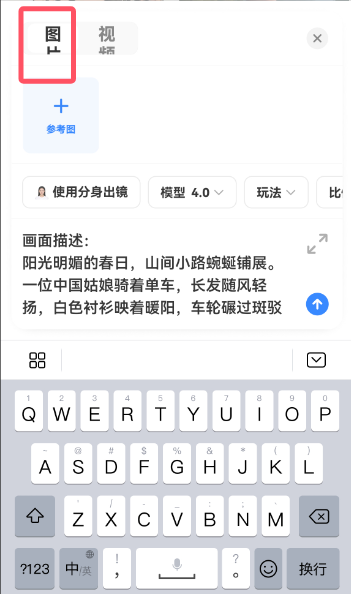 图片
视频
参考图
使用分身出镜
模型 4.0
玩法
画面描述：
阳光明媚的春日，山间小路蜿蜒铺展。
一位中国姑娘骑着单车，长发随风轻
扬，白色衬衫映着暖阳，车轮碾过斑驳
1 2 3 4 5 6 7 8 9 0
Q W E R T Y U I O P
~ @ # $ % & * ( )
A S D F G H J K L
Z X C V B N M
?123
中/英
！
，
？
。
换行